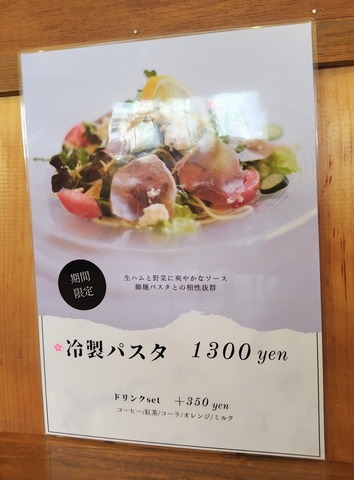 期間
限定
生ハムと野菜に爽やかなソース
細麺パスタとの相性抜群
冷製パスタ 1300 yen
ドリンクset +350 yen
コーヒー/紅茶/コーラ/オレンジ/ミルク